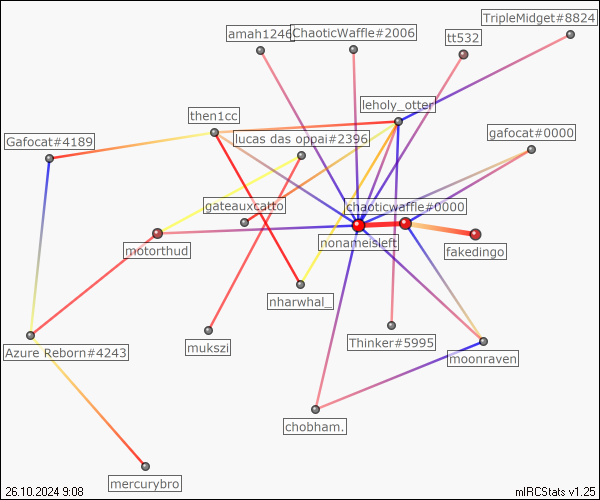 TripleMidget#8824
amah1246
ChaoticWaffle#2006
tt532
leholy_otter
then1cc
gafocat#0000
Gafocat#4189
lucas das oppai#2396
gateauxcatto
chaoticwaffle#0000
nonameisleft
motorthud
fakedingo
nharwhal_
Thinker#5995
mukszi
Azure Reborn#4243
moonraven
chobham.
mercurybro
26.10.2024 9:08
mIRCStats v1.25